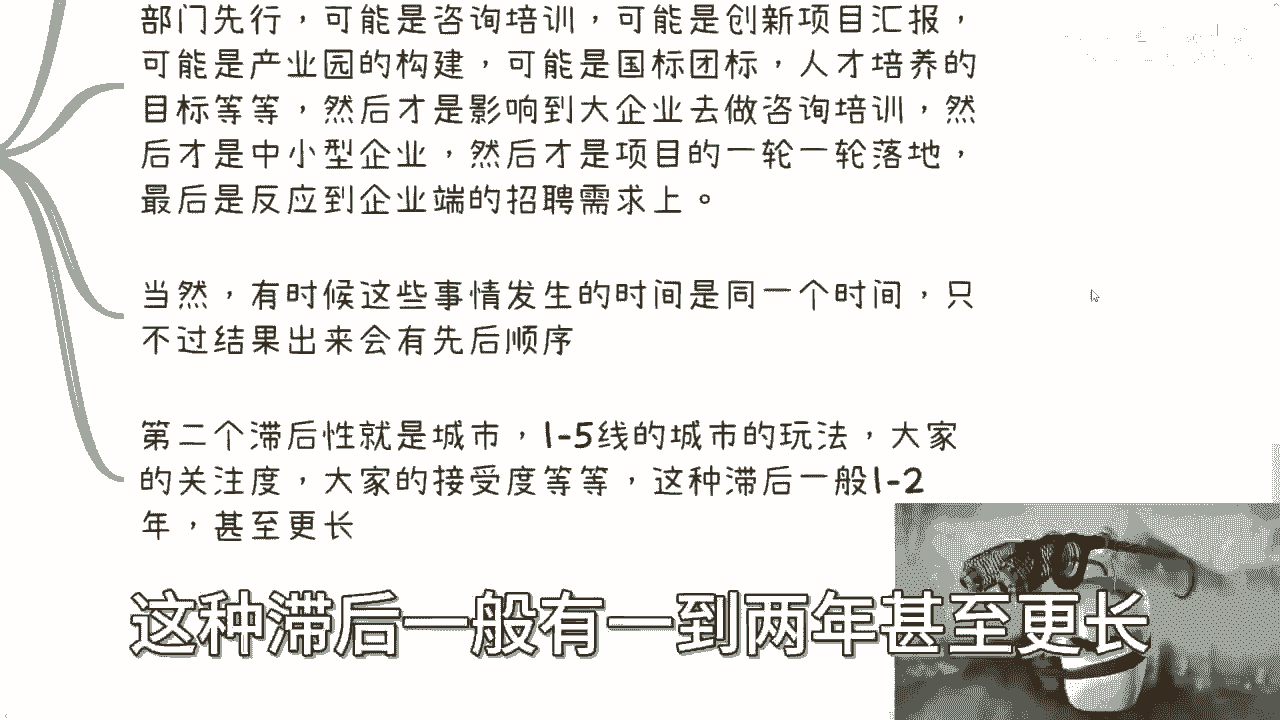 部门先行，可能是咨询培训，可能是创新项目汇报，
可能是产业园的构建，可能是国标团标，人才培养的
目标等等，然后才是影响到大企业去做咨询培训，然
后才是中小型企业，然后才是项目的一轮一轮落地，
最后是反应到企业端的招聘需求上。
当然，有时候这些事情发生的时间是同一个时间，只
不过结果出来会有先后顺序
第二个滞后性就是城市，1-5线的城市的玩法，大家
的关注度，大家的接受度等等，这种滞后一般1-2
年，甚至更长
这种滞后一般有一到两年甚至更长